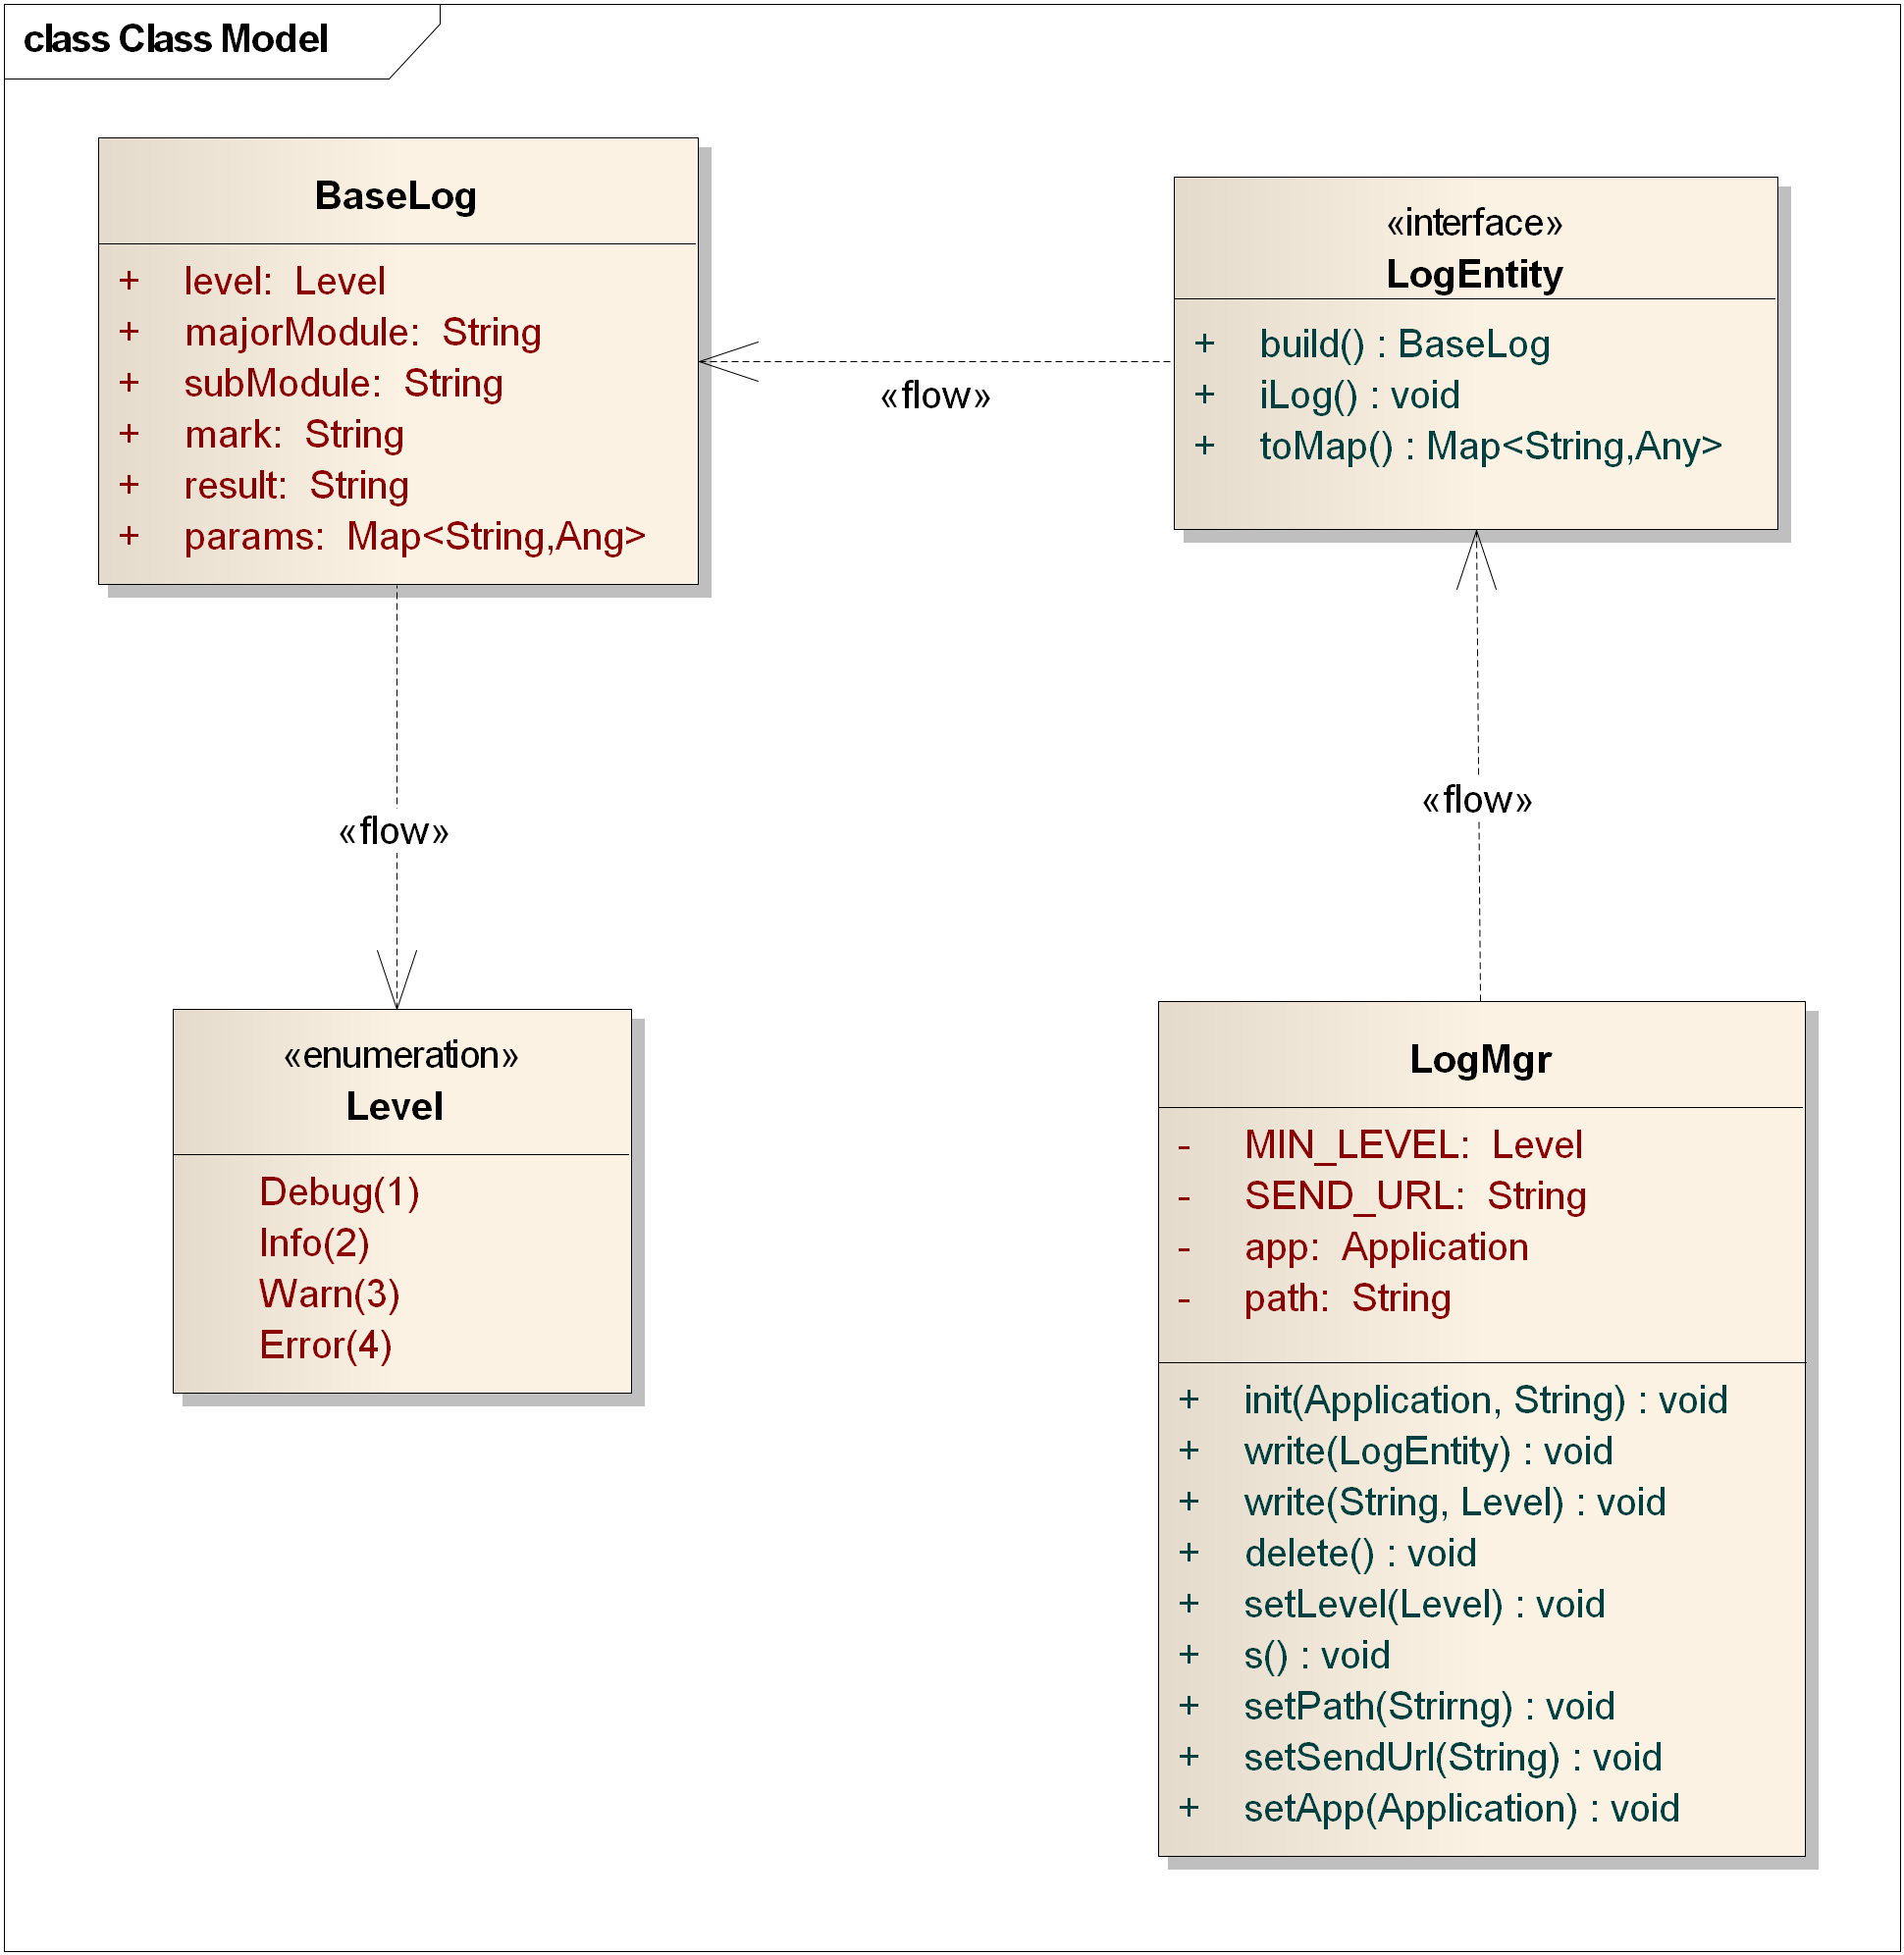 class Class Model
BaseLog
+ level: Level
+ majorModule: String
+ subModule: String
+ mark: String
+ result: String
+ params: Map<String,Ang>
«interface»
LogEntity
+ build() : BaseLog
+ iLog() : void
+ toMap() : Map<String,Any>
«flow»
«flow»
«flow»
«enumeration»
Level
Debug(1)
Info(2)
Warn(3)
Error(4)
LogMgr
- MIN_LEVEL: Level
- SEND_URL: String
- app: Application
- path: String
+ init(Application, String) : void
+ write(LogEntity) : void
+ write(String, Level) : void
+ delete() : void
+ setLevel(Level) : void
+ s() : void
+ setPath(Strirng) : void
+ setSendUrl(String) : void
+ setApp(Application) : void